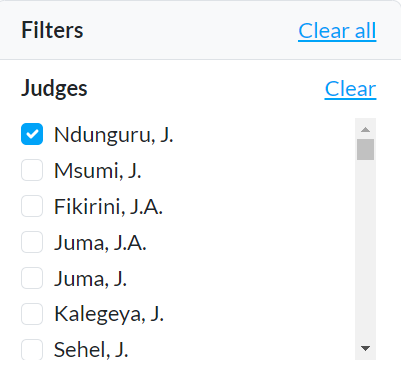 Filters Clear all
Judges Clear
Ndunguru, J.
Msumi, J.
Fikirini, J.A.
Juma, J.A.
Juma, J.
Kalegeya, J.
Sehel, J.